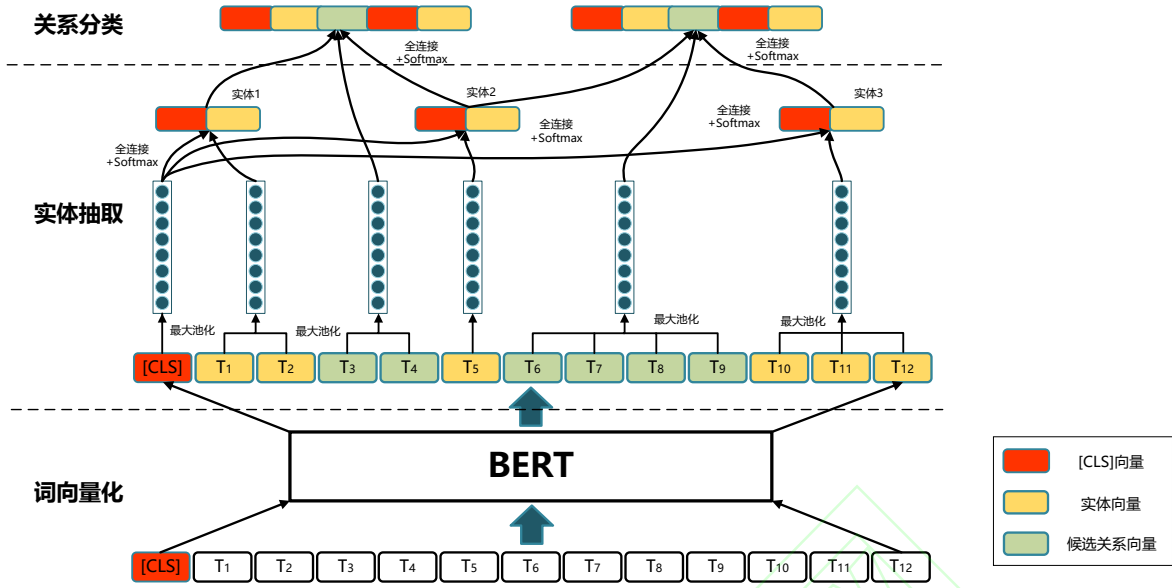 关系分类
全连接
+Softmax
全连接
+Softmax
实体1
实体2
实体3
全连接
+Softmax
全连接
+Softmax
全连接
+Softmax
实体抽取
最大池化
最大池化
最大池化
最大池化
[CLS] T1 T2 T3 T4 T5 T6 T7 T8 T9 T10 T11 T12
BERT
词向量化
[CLS] T1 T2 T3 T4 T5 T6 T7 T8 T9 T10 T11 T12
[CLS]向量
实体向量
候选关系向量